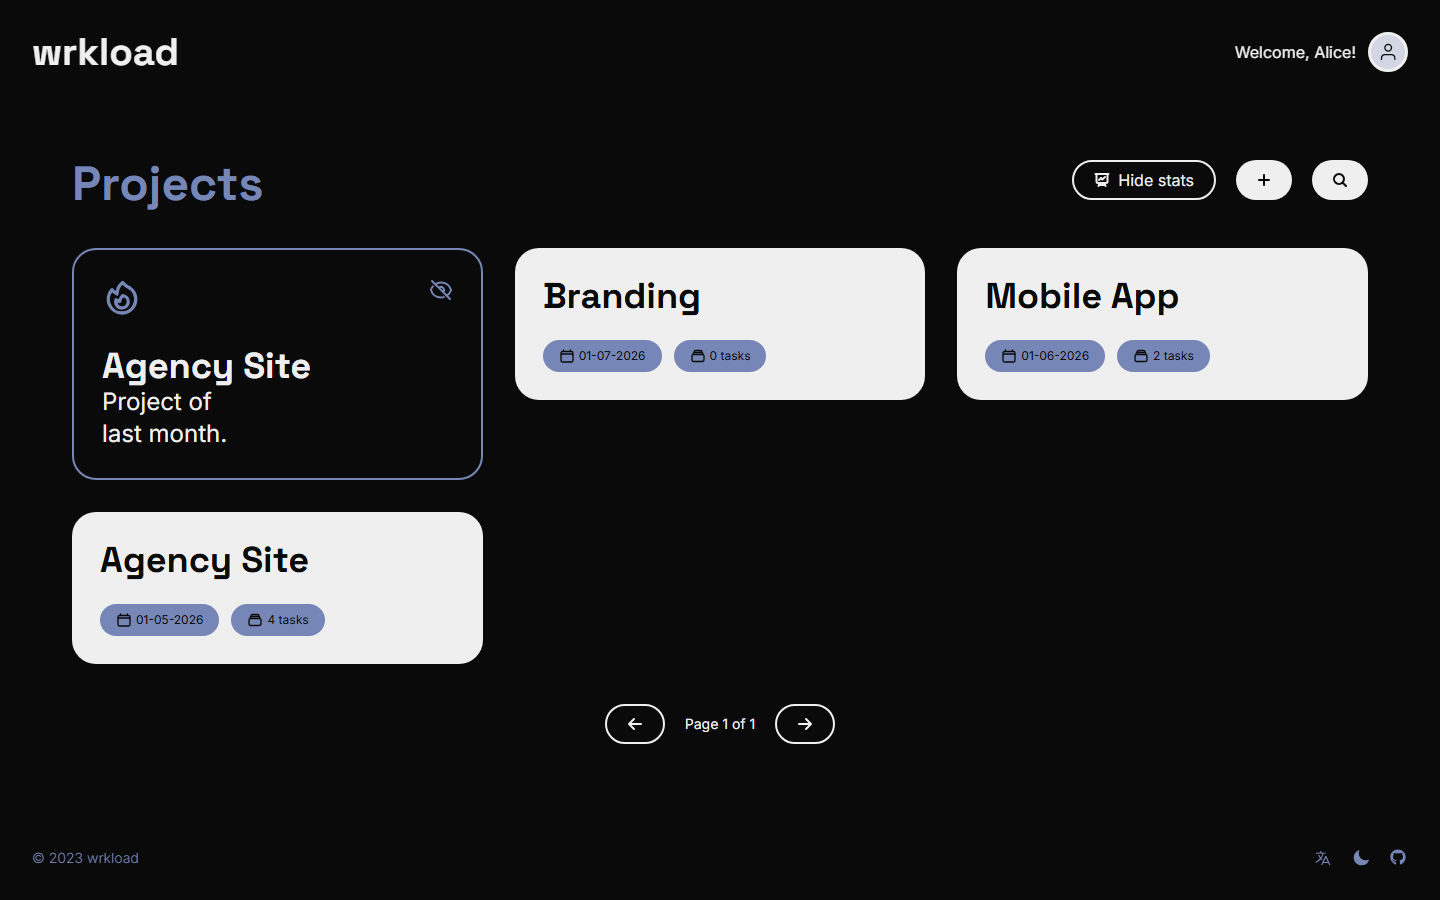 wrkload
Welcome, Alice!
Projects
Hide stats
Agency Site
Project of
last month.
Branding
01-07-2026
0 tasks
Mobile App
01-06-2026
2 tasks
Agency Site
01-05-2026
4 tasks
Page 1 of 1
© 2023 wrkload